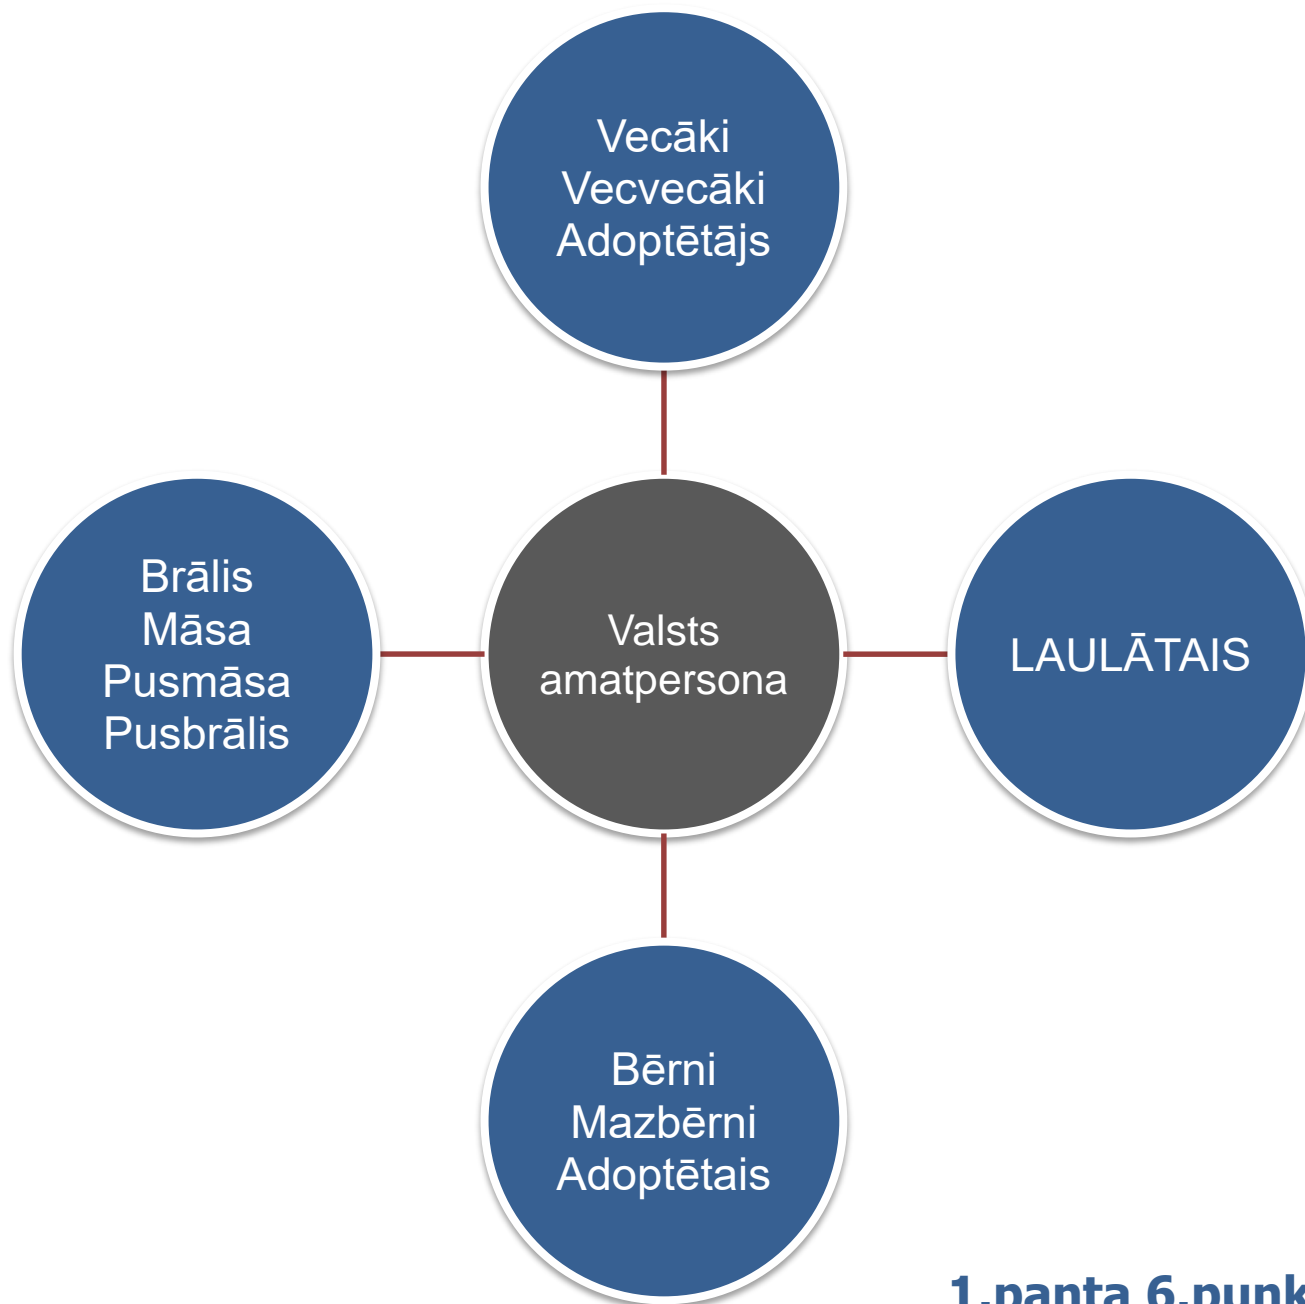 Vecāki
Vecvecāki
Adoptētājs
Brālis
Māsa
Pusmāsa
Pusbrālis
Valsts
amatpersona
LAULĀTAIS
Bērni
Mazbērni
Adoptētais
1.panta 6.punk